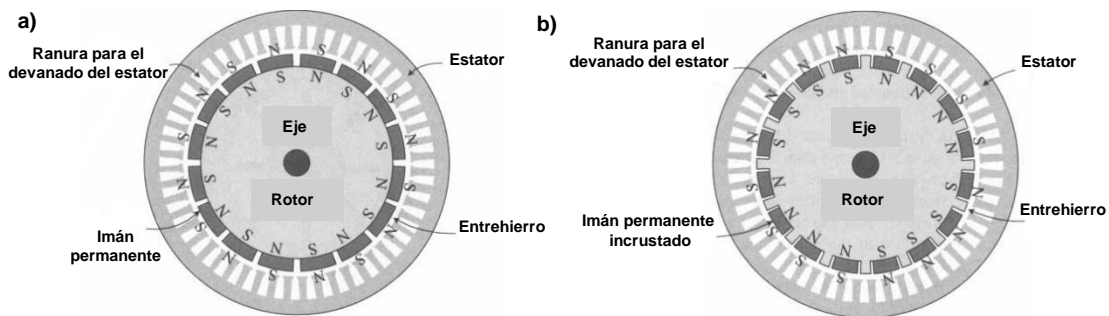 a)
Ranura para el
devanado del estator
Estator
Eje
Rotor
Imán
permanente
Entrehierro
b)
Ranura para el
devanado del estator
Estator
Eje
Rotor
Imán permanente
incrustado
Entrehierro